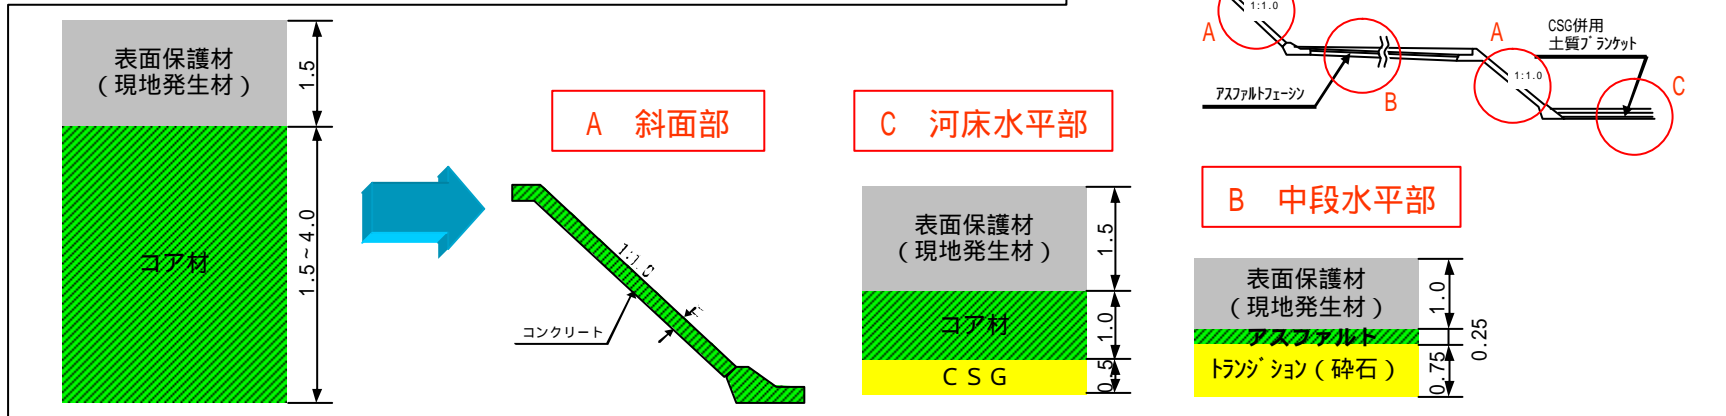 表面保護材
(現地発生材)
1.5
コア材
1.5~4.0
A 斜面部
1:1.0
コンクリート
C 河床水平部
表面保護材
(現地発生材)
1.5
コア材
1.0
CSG
0.5
1:1.0
A
B
アスファルトフェーシン
A
1:1.0
CSG併用
土質ブランケット
C
B 中段水平部
表面保護材
(現地発生材)
1.0
アスファルト
0.25
トランジション(砕石)
0.75